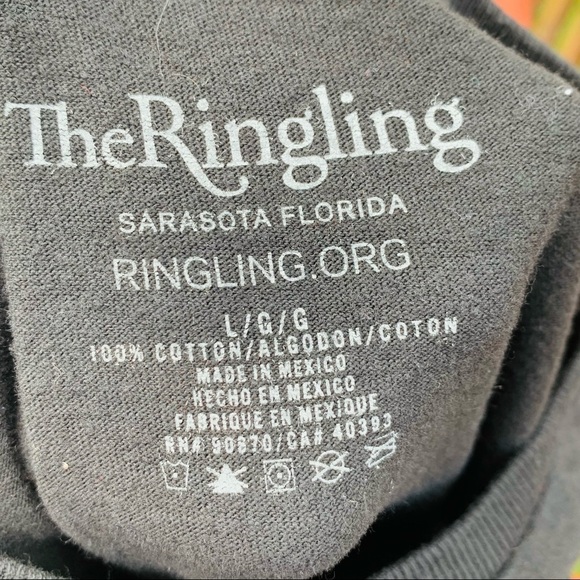 TheRingling
SARASOTA FLORIDA
RINGLING.ORG
L/G/G
100% COTTON/ALGODON/COTON
MADE IN MEXICO
HECHO EN MEXICO
FABRIQUE EN MEXIQUE
RN# 90870/CA# 40393